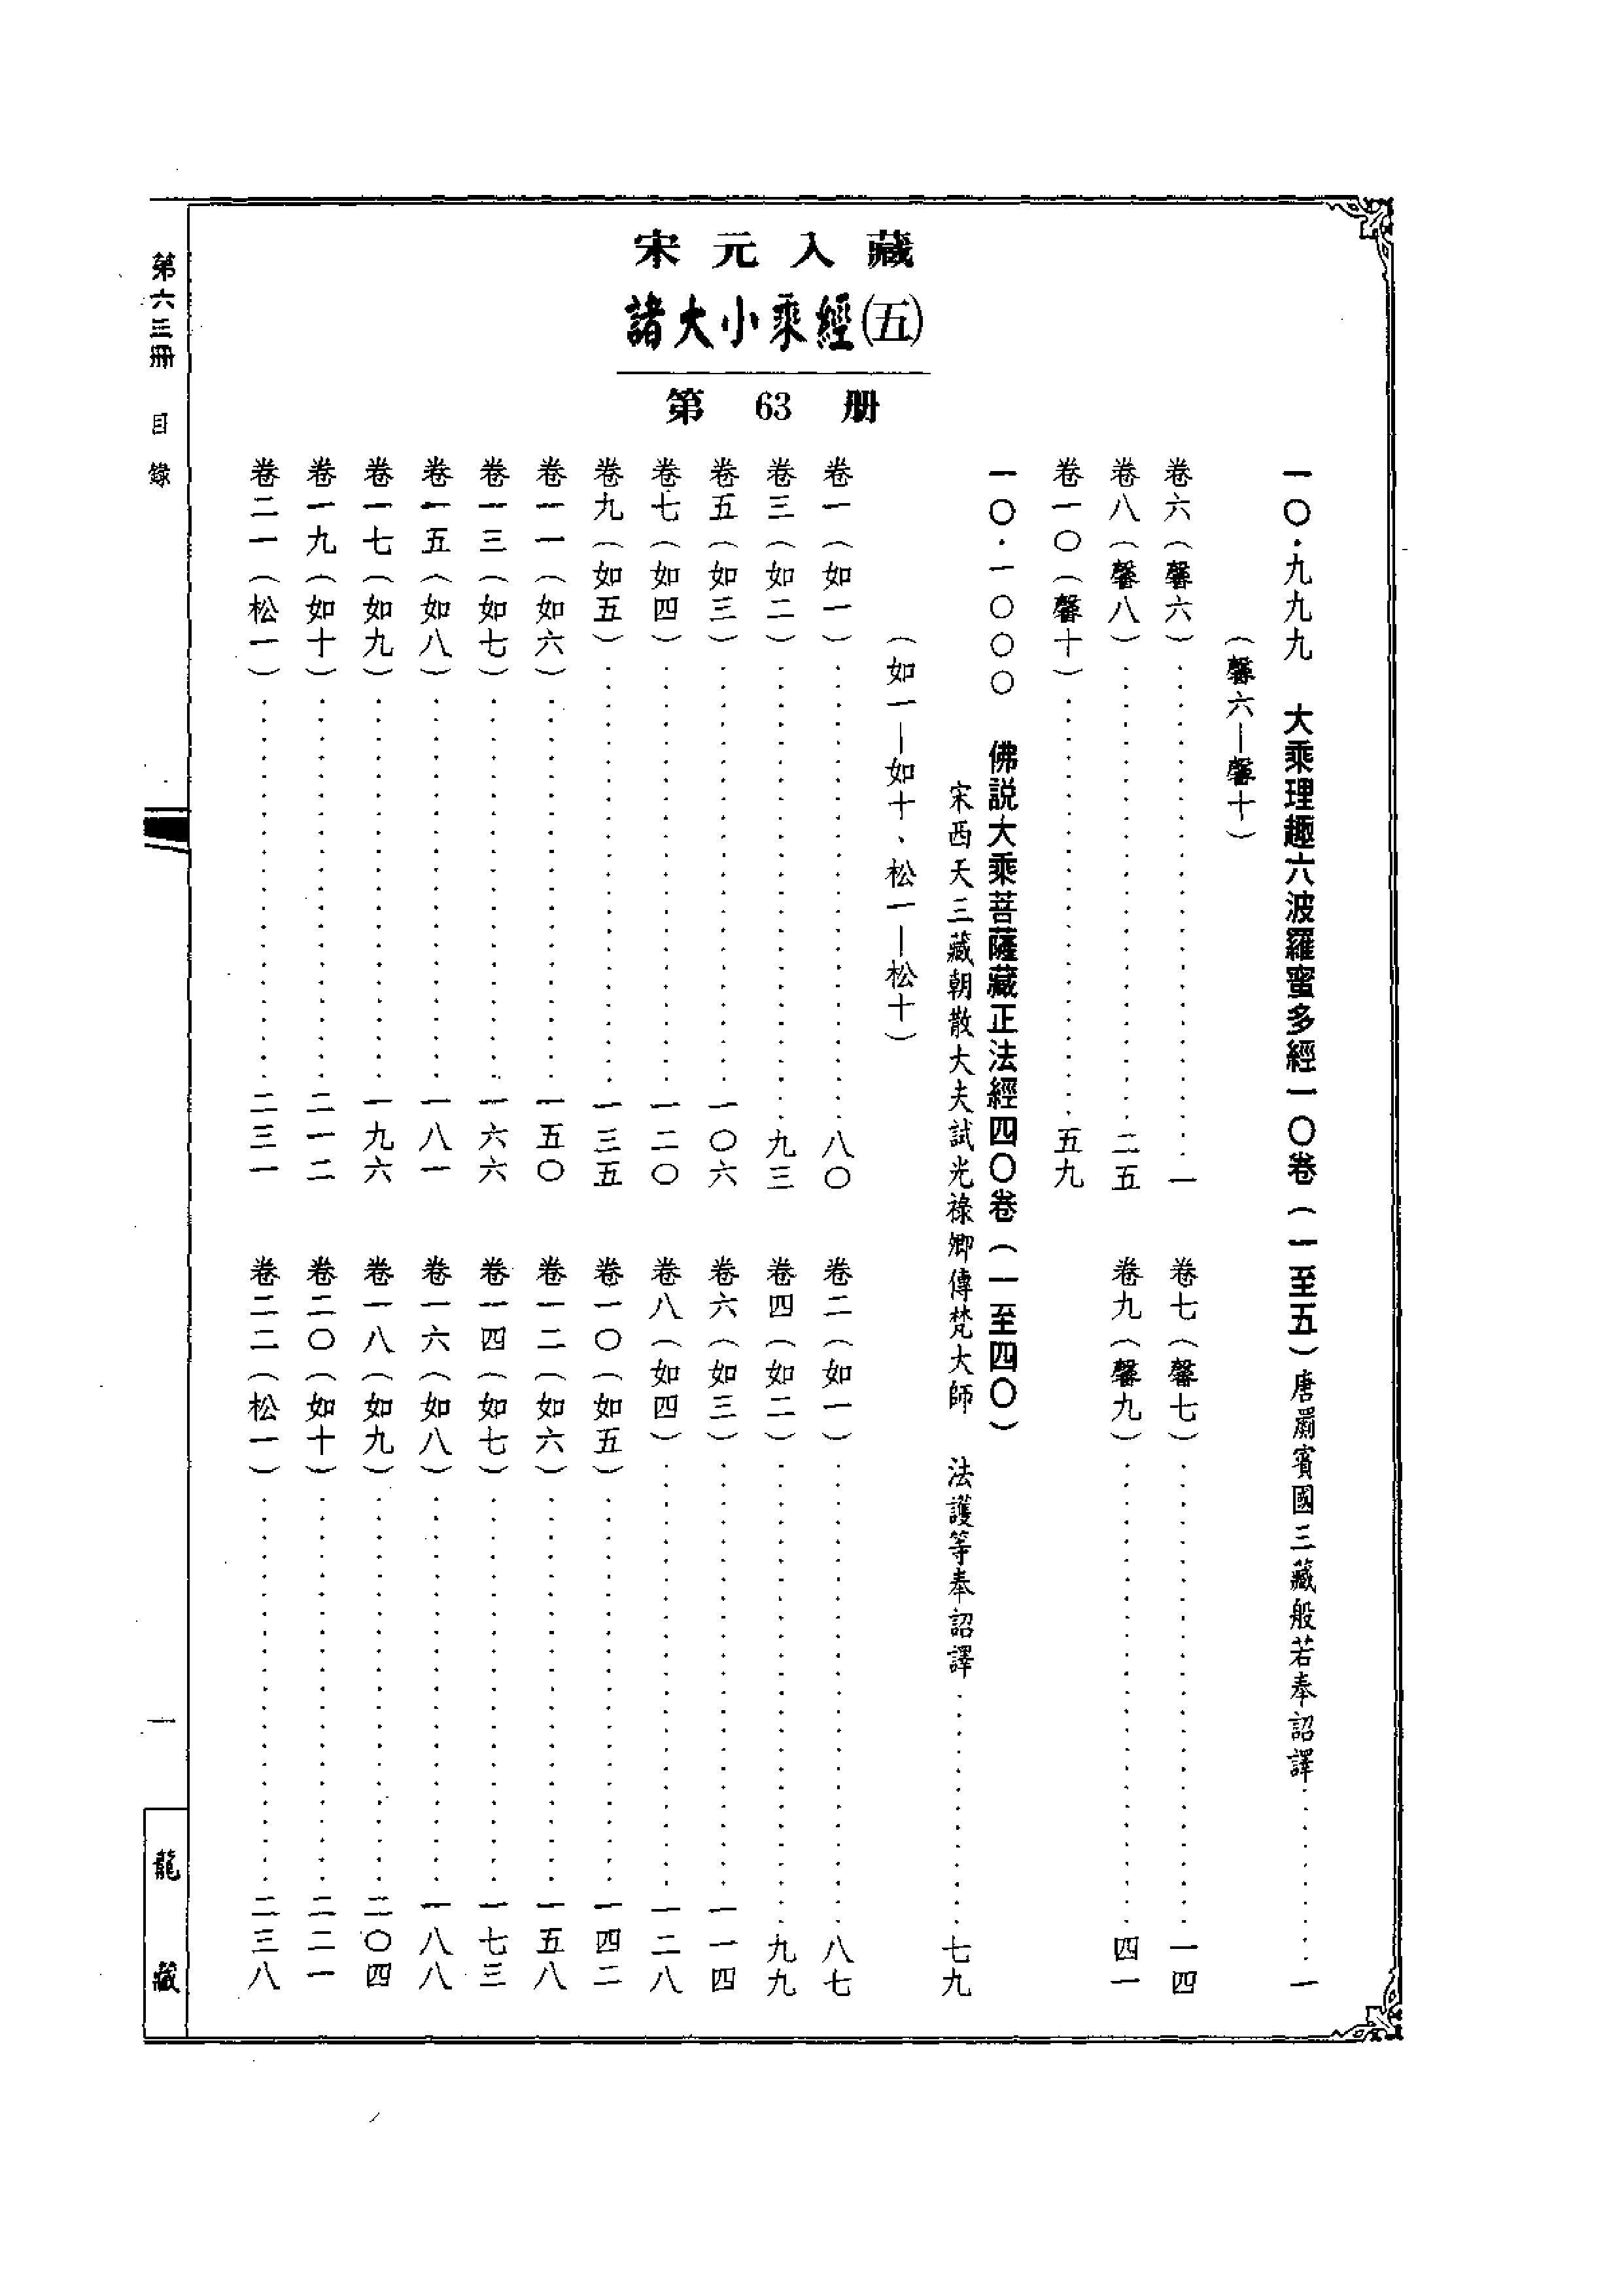 宋元入藏
諸大小乘經(五)
第 63 册
一〇·九九九 大乘理趣六波羅蜜多經一〇卷（一至五）唐罽賓國三藏般若奉詔譯……一
（馨六—馨十）
卷六（馨六）……一
卷七（馨七）……一四
卷八（馨八）……二五
卷九（馨九）……四一
卷一〇（馨十）……五九
一〇·一〇〇〇 佛説大乘菩薩藏正法經四〇卷（一至四〇）
宋西天三藏朝散大夫試光祿卿傳梵大師 法護等奉詔譯……七九
（如一—如十、松一—松十）
卷一（如一）……八〇
卷二（如一）……八七
卷三（如二）……九三
卷四（如二）……九九
卷五（如三）……一〇六
卷六（如三）……一一四
卷七（如四）……一二〇
卷八（如四）……一二八
卷九（如五）……一三五
卷一〇（如五）……一四二
卷一一（如六）……一五〇
卷一二（如六）……一五八
卷一三（如七）……一六六
卷一四（如七）……一七三
卷一五（如八）……一八一
卷一六（如八）……一八八
卷一七（如九）……一九六
卷一八（如九）……二〇四
卷一九（如十）……二一二
卷二〇（如十）……二二一
卷二一（松一）……二三一
卷二二（松一）……二三八
第六三冊 目錄
一
龍藏